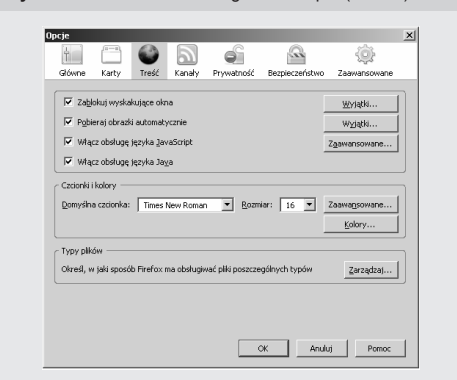 Opcje
Główne Karty Treść Kanały Prywatność Bezpieczeństwo Zaawansowane
Zablokuj wyskakujące okna Wyjątki...
Pobieraj obrazki automatycznie Wyjątki...
Włącz obsługę języka JavaScript Zaawansowane...
Włącz obsługę języka Java
Czcionki i kolory
Domyślna czcionka: Times New Roman Rozmiar: 16 Zaawansowane...
Kolory...
Typy plików
Określ, w jaki sposób Firefox ma obsługiwać pliki poszczególnych typów Zarządzaj...
OK Anuluj Pomoc